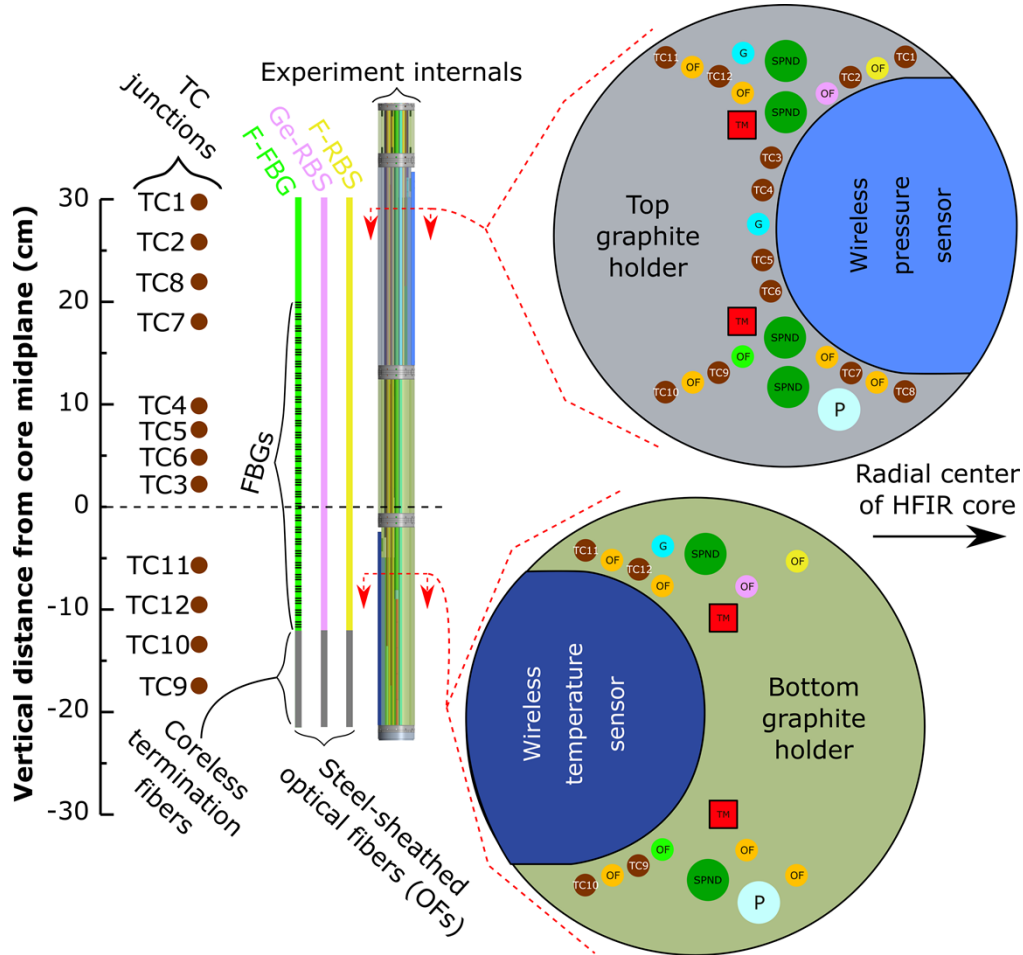 TC
junctions
TC1
TC2
TC8
TC7
TC4
TC5
TC6
TC3
TC11
TC12
TC10
TC9
Vertical distance from core midplane (cm)
30
20
10
0
-10
-20
-30
F-FBG
Ge-RBS
F-RBS
FBGs
Coreless
termination
fibers
Steel-sheathed
optical fibers (OFs)
Experiment internals
TC11
OF
TC12
G
OF
SPND
SPND
TM
OF
TC2
OF
TC1
TC3
TC4
G
TC5
TC6
Top
graphite
holder
Wireless
pressure
sensor
TM
OF
TC9
OF
TC10
SPND
SPND
OF
TC7
OF
TC8
P
Radial center
of HFIR core
TC11
OF
TC12
G
OF
SPND
OF
OF
TM
Wireless
temperature
sensor
Bottom
graphite
holder
TM
OF
TC9
OF
TC10
SPND
OF
OF
P